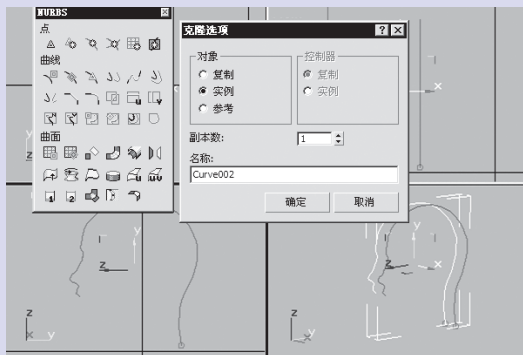 NURBS
点
曲线
曲面
克隆选项
对象
复制
实例
参考
控制器
复制
实例
副本数:
1
名称:
Curve002
确定
取消
x
y
z
z
x
y
z
y
z
x
z
y
x